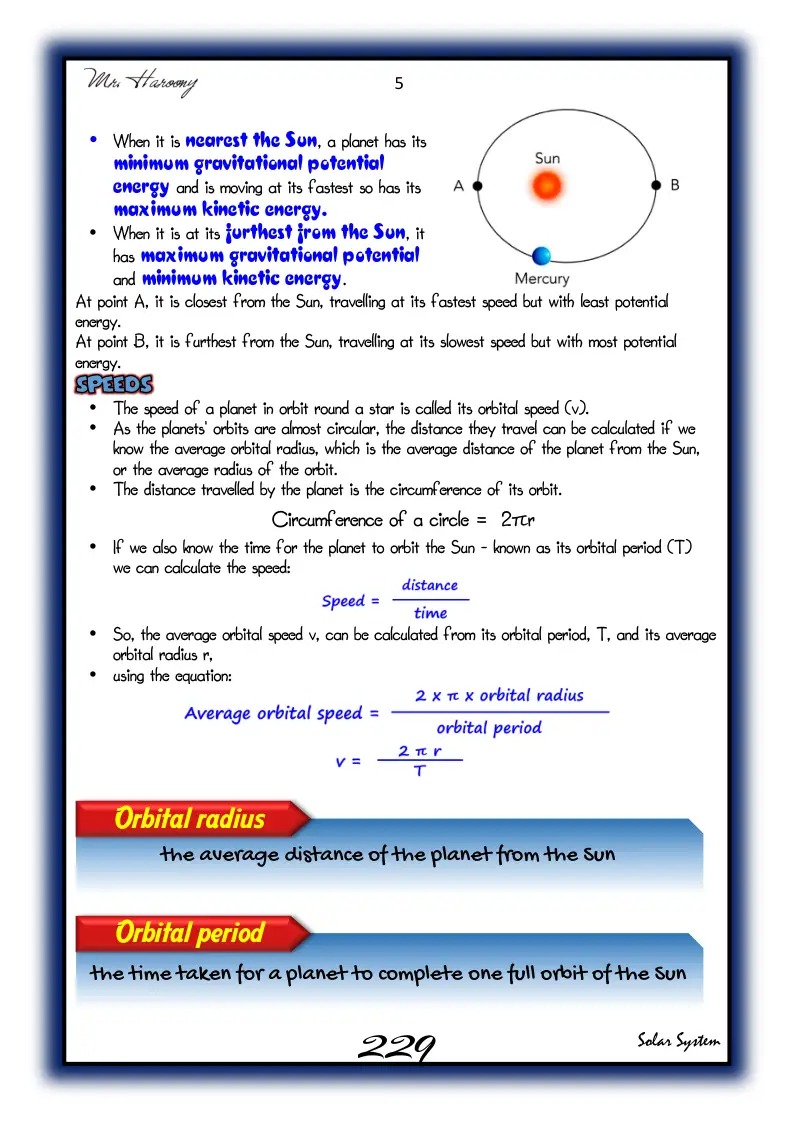 Mr. Haroony
5
• When it is nearest the Sun, a planet has its
minimum gravitational potential
energy and is moving at its fastest so has its
maximum kinetic energy.
• When it is at its furthest from the Sun, it
has maximum gravitational potential
and minimum kinetic energy.
Sun
A
B
Mercury
At point A, it is closest from the Sun, travelling at its fastest speed but with least potential
energy.
At point B, it is furthest from the Sun, travelling at its slowest speed but with most potential
energy.
SPEEDS
• The speed of a planet in orbit round a star is called its orbital speed (v).
• As the planets' orbits are almost circular, the distance they travel can be calculated if we
know the average orbital radius, which is the average distance of the planet from the Sun,
or the average radius of the orbit.
• The distance travelled by the planet is the circumference of its orbit.
Circumference of a circle = 2πr
• If we also know the time for the planet to orbit the Sun - known as its orbital period (T)
we can calculate the speed:
distance
Speed =
time
• So, the average orbital speed v, can be calculated from its orbital period, T, and its average
orbital radius r,
• using the equation:
2 x π x orbital radius
Average orbital speed =
orbital period
2 π r
v =
T
Orbital radius
the average distance of the planet from the Sun
Orbital period
the time taken for a planet to complete one full orbit of the Sun
229
Solar System